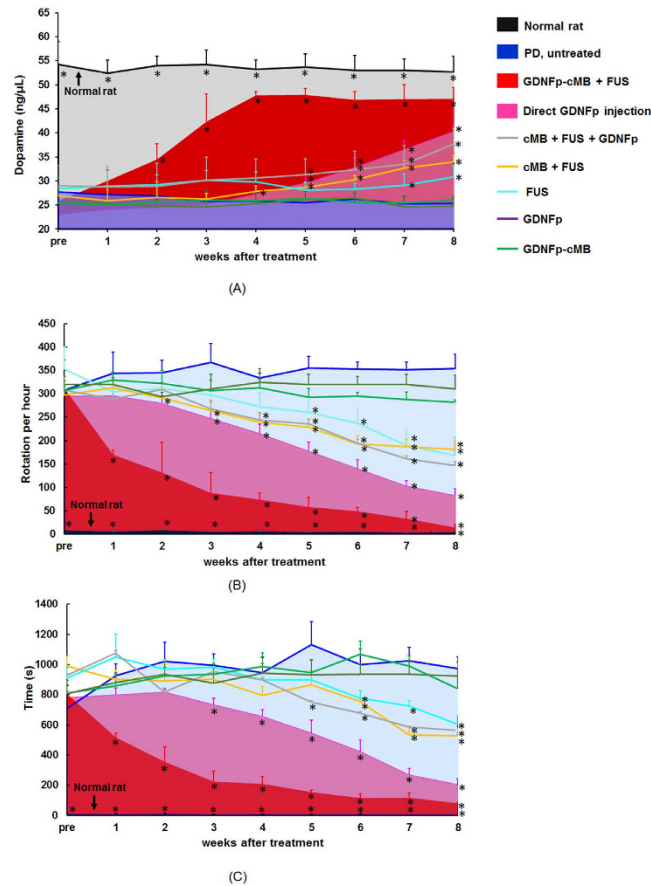 65
60
55
50
45
40
35
30
25
20
Dopamine (ng/μL)
Normal rat
* * * * * * * * *
* * * * * * *
* * * *
* * * *
* * * *
* * * *
pre 1 2 3 4 5 6 7 8
weeks after treatment
(A)
Normal rat
PD, untreated
GDNFp-cMB + FUS
Direct GDNFp injection
cMB + FUS + GDNFp
cMB + FUS
FUS
GDNFp
GDNFp-cMB
450
400
350
300
250
200
150
100
50
0
Rotation per hour
Normal rat
pre 1 2 3 4 5 6 7 8
weeks after treatment
(B)
1600
1400
1200
1000
800
600
400
200
0
Time (s)
Normal rat
pre 1 2 3 4 5 6 7 8
weeks after treatment
(C)